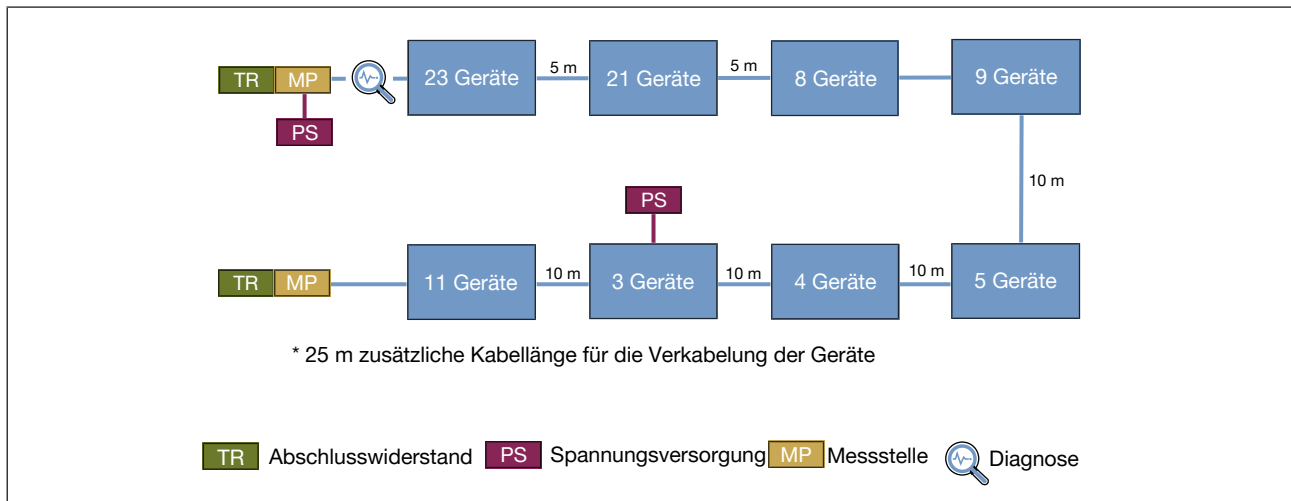 TR MP 23 Geräte 5 m 21 Geräte 5 m 8 Geräte 9 Geräte
PS
10 m
PS
TR MP 11 Geräte 10 m 3 Geräte 10 m 4 Geräte 10 m 5 Geräte
* 25 m zusätzliche Kabellänge für die Verkabelung der Geräte
TR Abschlusswiderstand PS Spannungsversorgung MP Messstelle Diagnose